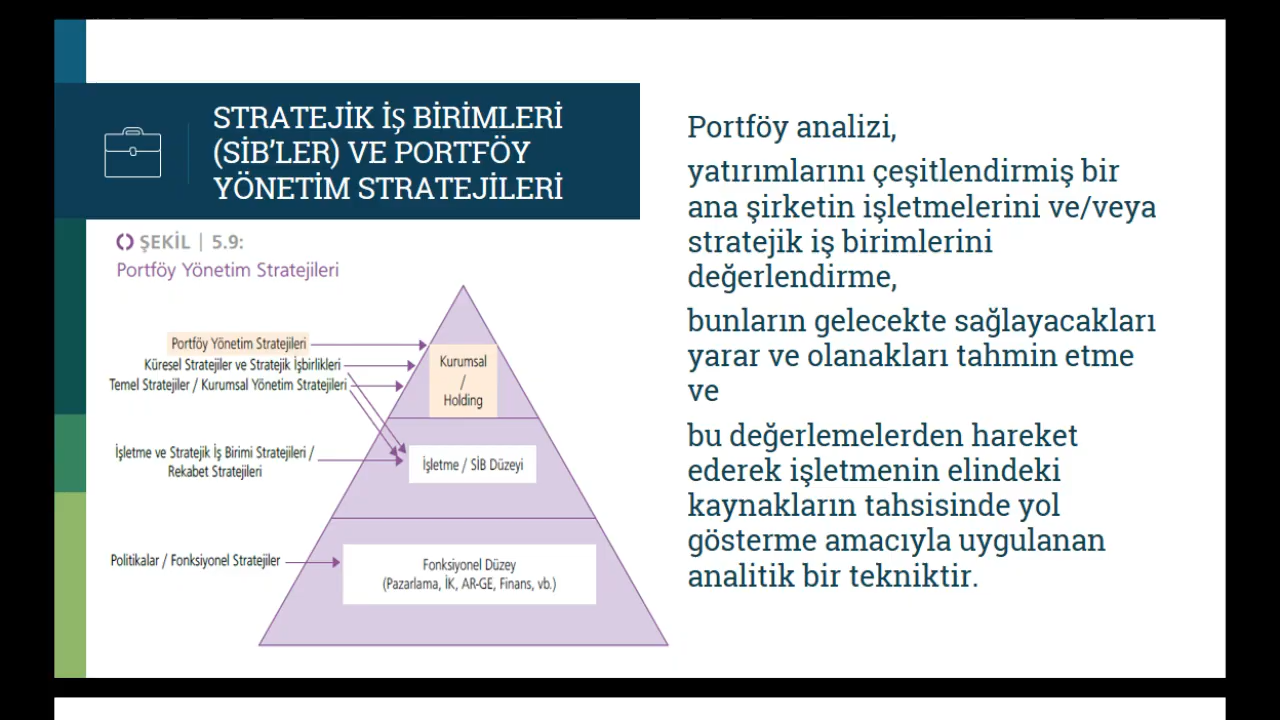 STRATEJİK İŞ BİRİMLERİ
(SİB'LER) VE PORTFÖY
YÖNETİM STRATEJİLERİ
ŞEKİL | 5.9:
Portföy Yönetim Stratejileri
Portföy Yönetim Stratejileri
Küresel Stratejiler ve Stratejik İşbirlikleri
Temel Stratejiler / Kurumsal Yönetim Stratejileri
İşletme ve Stratejik İş Birimi Stratejileri /
Rekabet Stratejileri
Politikalar / Fonksiyonel Stratejiler
Kurumsal
/
Holding
İşletme / SİB Düzeyi
Fonksiyonel Düzey
(Pazarlama, İK, AR-GE, Finans, vb.)
Portföy analizi,
yatırımlarını çeşitlendirmiş bir
ana şirketin işletmelerini ve/veya
stratejik iş birimlerini
değerlendirme,
bunların gelecekte sağlayacakları
yarar ve olanakları tahmin etme
ve
bu değerlemelerden hareket
ederek işletmenin elindeki
kaynakların tahsisinde yol
gösterme amacıyla uygulanan
analitik bir tekniktir.